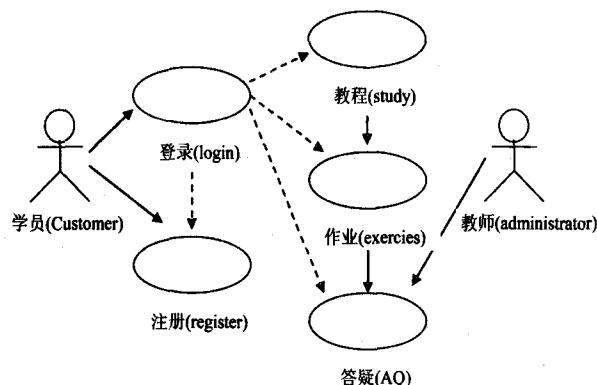 教程(study)
登录(login)
学员(Customer)
作业(exercies)
教师(administrator)
注册(register)
答疑(AQ)